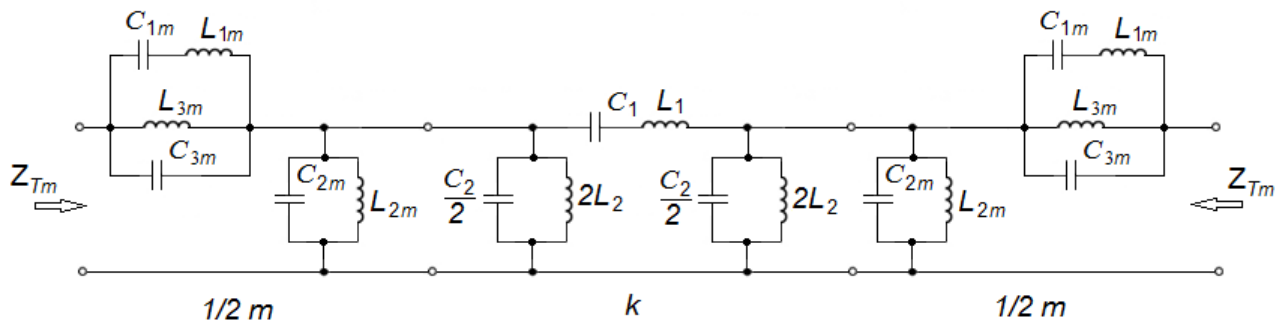 C1m L1m
L3m
C3m
ZTm
C2m L2m
C2/2 2L2
C1 L1
C2/2 2L2
C2m L2m
C1m L1m
L3m
C3m
ZTm
1/2 m k 1/2 m